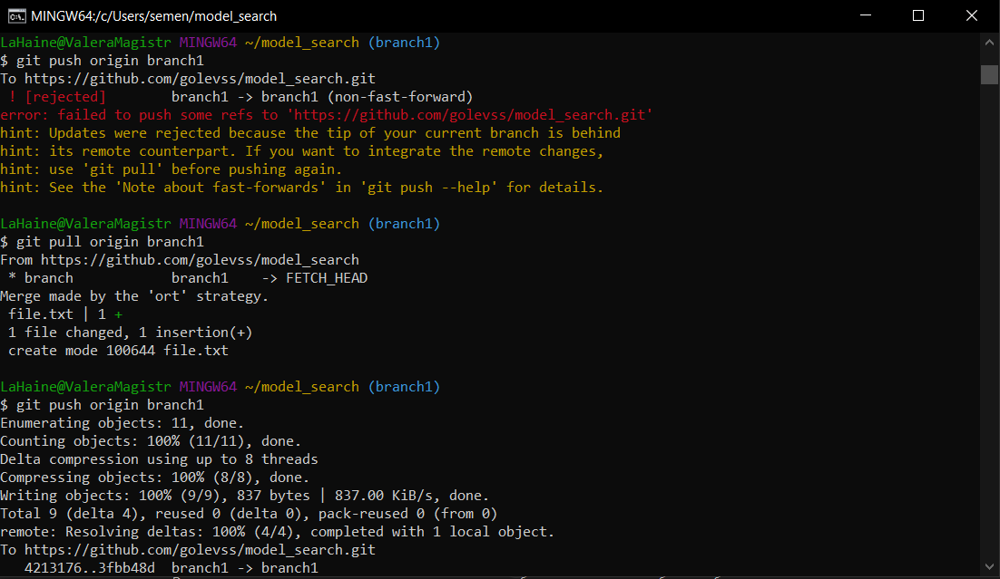 MINGW64:/c/Users/semen/model_search
LaHaine@ValeraMagistr MINGW64 ~/model_search (branch1)
$ git push origin branch1
To https://github.com/golevss/model_search.git
 ! [rejected]        branch1 -> branch1 (non-fast-forward)
error: failed to push some refs to 'https://github.com/golevss/model_search.git'
hint: Updates were rejected because the tip of your current branch is behind
hint: its remote counterpart. If you want to integrate the remote changes,
hint: use 'git pull' before pushing again.
hint: See the 'Note about fast-forwards' in 'git push --help' for details.
LaHaine@ValeraMagistr MINGW64 ~/model_search (branch1)
$ git pull origin branch1
From https://github.com/golevss/model_search
 * branch            branch1    -> FETCH_HEAD
Merge made by the 'ort' strategy.
 file.txt | 1 +
 1 file changed, 1 insertion(+)
 create mode 100644 file.txt
LaHaine@ValeraMagistr MINGW64 ~/model_search (branch1)
$ git push origin branch1
Enumerating objects: 11, done.
Counting objects: 100% (11/11), done.
Delta compression using up to 8 threads
Compressing objects: 100% (8/8), done.
Writing objects: 100% (9/9), 837 bytes | 837.00 KiB/s, done.
Total 9 (delta 4), reused 0 (delta 0), pack-reused 0 (from 0)
remote: Resolving deltas: 100% (4/4), completed with 1 local object.
To https://github.com/golevss/model_search.git
   4213176..3fbb48d  branch1 -> branch1